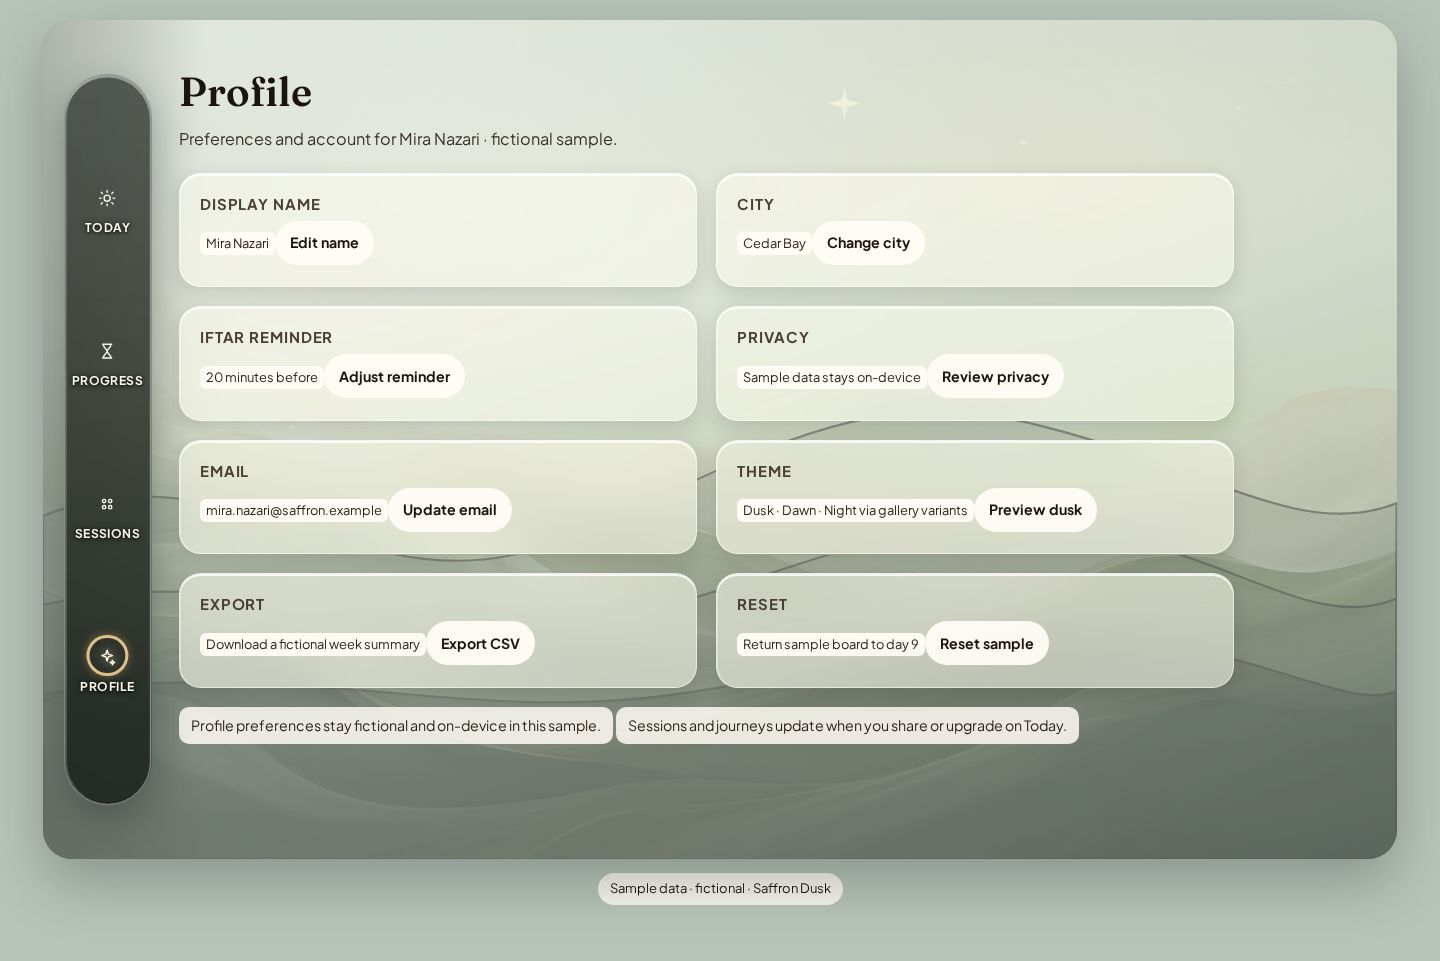 Profile
Preferences and account for Mira Nazari · fictional sample.
TODAY
PROGRESS
SESSIONS
PROFILE
DISPLAY NAME
Mira Nazari Edit name
CITY
Cedar Bay Change city
IFTAR REMINDER
20 minutes before Adjust reminder
PRIVACY
Sample data stays on-device Review privacy
EMAIL
mira.nazari@saffron.example Update email
THEME
Dusk · Dawn · Night via gallery variants Preview dusk
EXPORT
Download a fictional week summary Export CSV
RESET
Return sample board to day 9 Reset sample
Profile preferences stay fictional and on-device in this sample. Sessions and journeys update when you share or upgrade on Today.
Sample data · fictional · Saffron Dusk